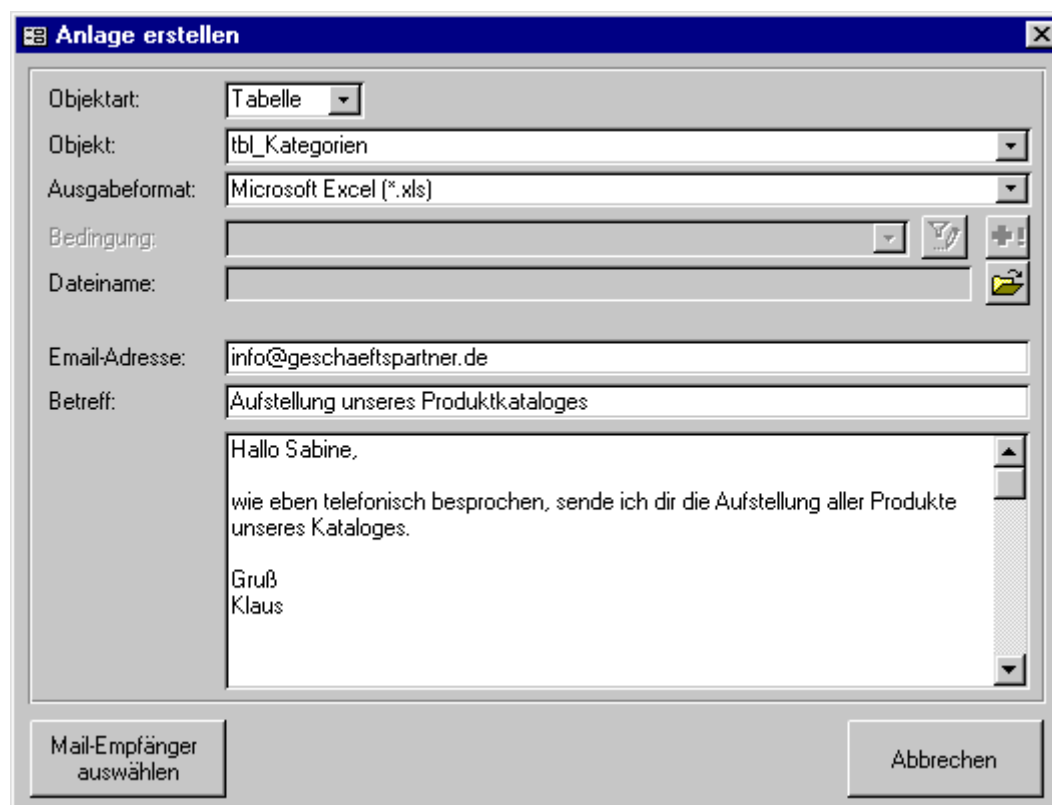 Anlage erstellen
Objektart: Tabelle
Objekt: tbl_Kategorien
Ausgabeformat: Microsoft Excel (*.xls)
Bedingung:
Dateiname:
Email-Adresse: info@geschaeftspartner.de
Betreff: Aufstellung unseres Produktkataloges
Hallo Sabine,
wie eben telefonisch besprochen, sende ich dir die Aufstellung aller Produkte
unseres Kataloges.
Gruß
Klaus
Mail-Empfänger
auswählen
Abbrechen